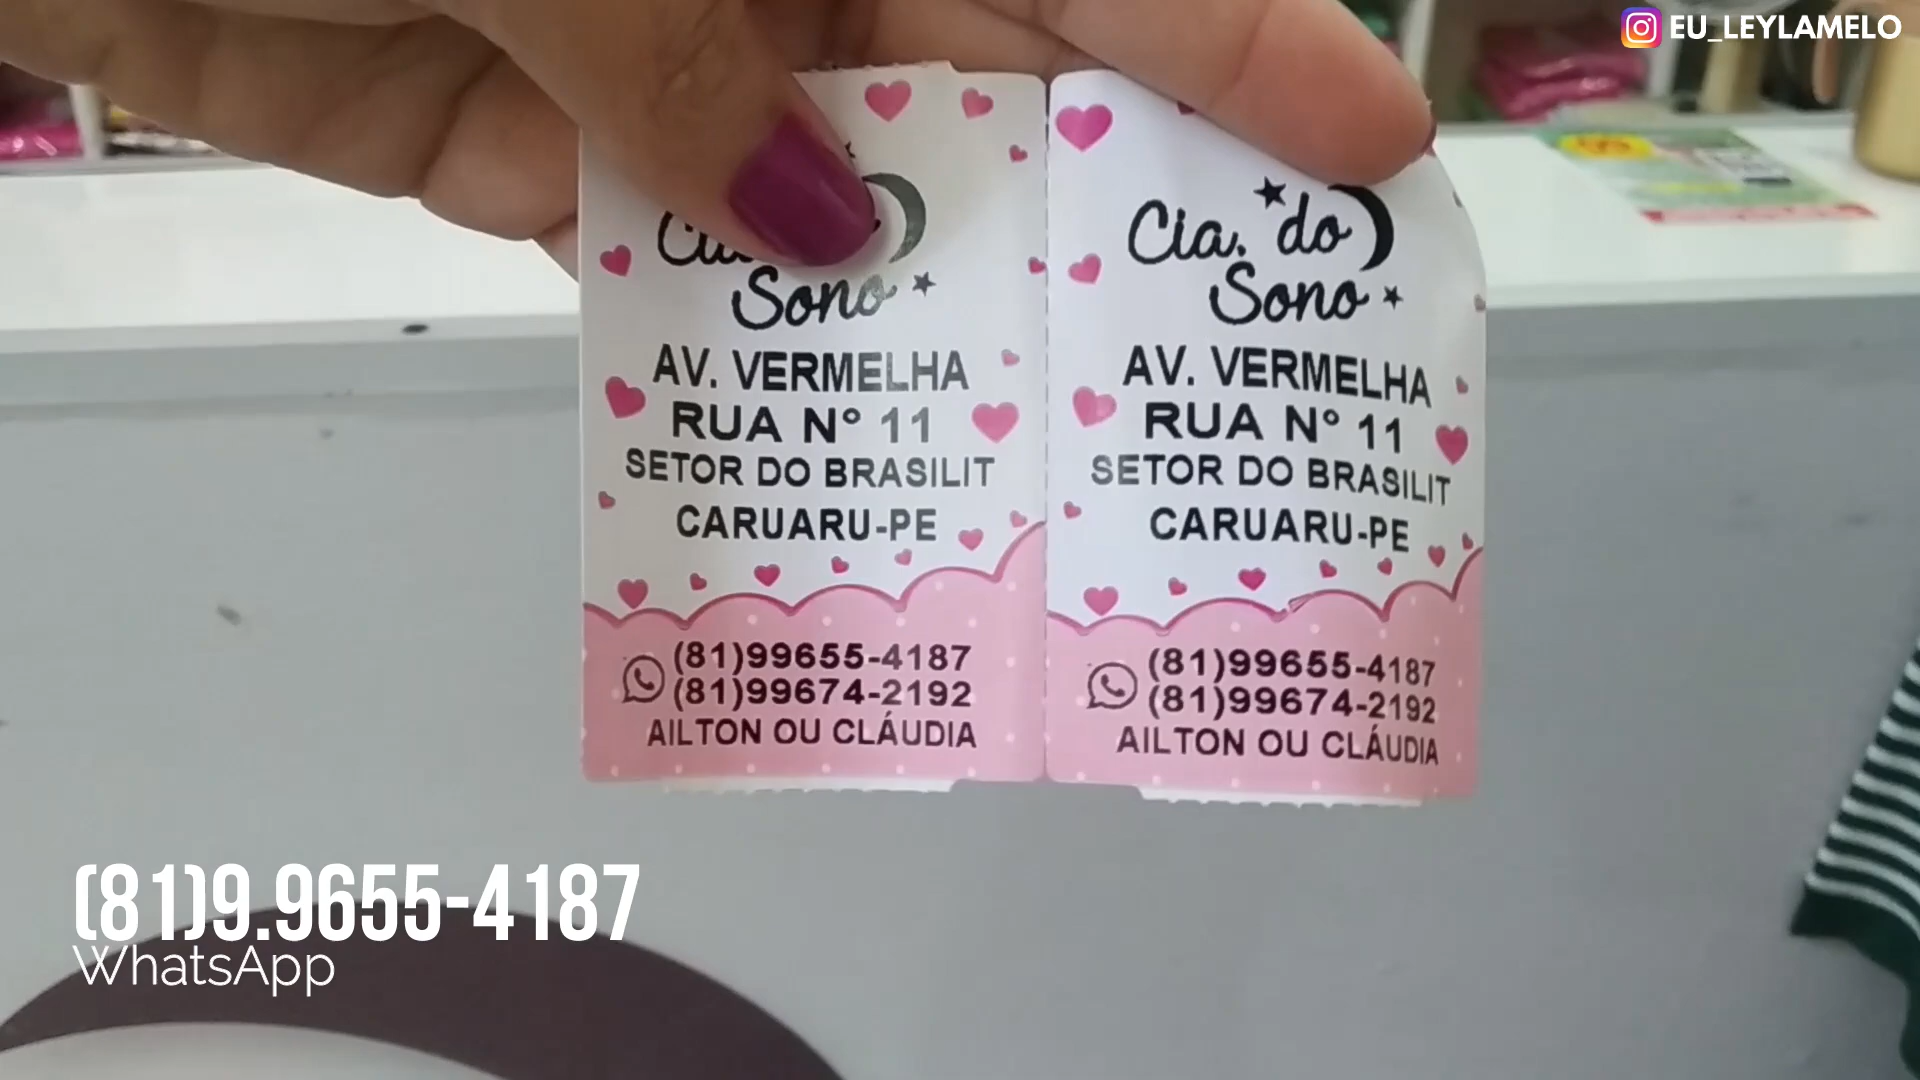 EU_LEYLAMELO
Sono
AV. VERMELHA
RUA Nº 11
SETOR DO BRASILIT
CARUARU-PE
(81)99655-4187
(81)99674-2192
AILTON OU CLÁUDIA
Cia. do
Sono
AV. VERMELHA
RUA Nº 11
SETOR DO BRASILIT
CARUARU-PE
(81)99655-4187
(81)99674-2192
AILTON OU CLÁUDIA
(81)9.9655-4187
WhatsApp